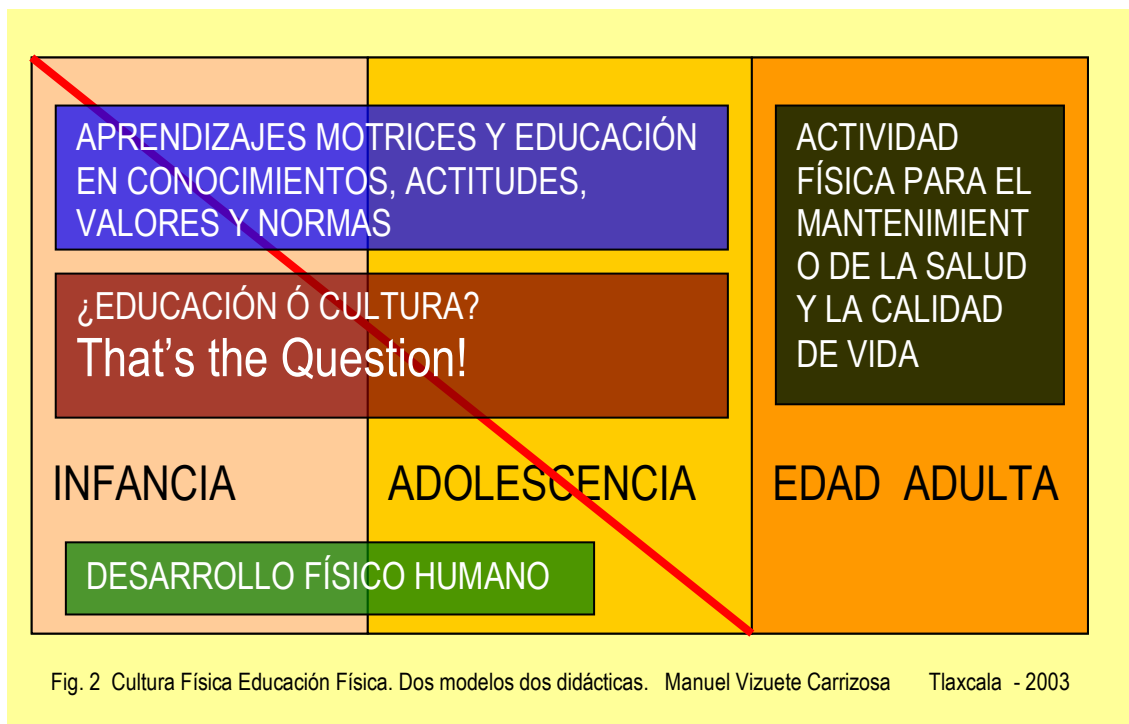 APRENDIZAJES MOTRICES Y EDUCACIÓN
EN CONOCIMIENTOS, ACTITUDES,
VALORES Y NORMAS
ACTIVIDAD
FÍSICA PARA EL
MANTENIMIENT
O DE LA SALUD
Y LA CALIDAD
DE VIDA
¿EDUCACIÓN Ó CULTURA?
That's the Question!
INFANCIA
ADOLESCENCIA
EDAD ADULTA
DESARROLLO FÍSICO HUMANO
Fig. 2 Cultura Física Educación Física. Dos modelos dos didácticas. Manuel Vizuete Carrizosa Tlaxcala - 2003